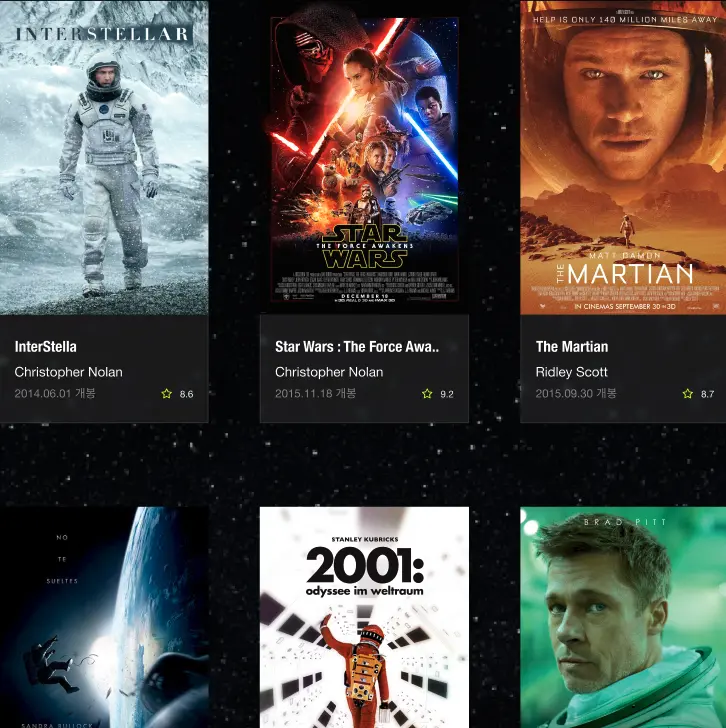 INTERSTELLAR
STAR
THE FORCE AWAKENS
WARS
DECEMBER 18
HELP IS ONLY 140 MILLION MILES AWAY
MATT DAMON
THE MARTIAN
IN CINEMAS SEPTEMBER 30 IN 3D
InterStella
Christopher Nolan
2014.06.01 개봉
8.6
Star Wars : The Force Awa..
Christopher Nolan
2015.11.18 개봉
9.2
The Martian
Ridley Scott
2015.09.30 개봉
8.7
NO
TE
SUELTES
SANDRA BULLOCK
STANLEY KUBRICKS
2001:
odyssee im weltraum
BRAD PITT